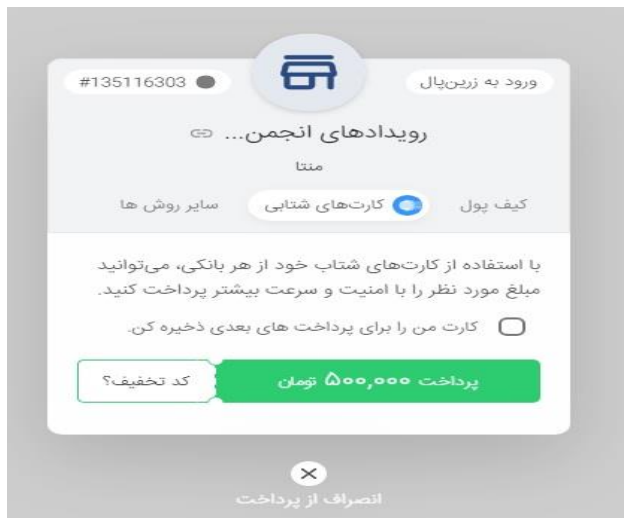 ورود به زرین‌پال
#135116303
رویدادهای انجمن...
منتا
کیف پول
کارت‌های شتابی
سایر روش ها
با استفاده از کارت‌های شتاب خود از هر بانکی، می‌توانید
مبلغ مورد نظر را با امنیت و سرعت بیشتر پرداخت کنید.
کارت من را برای پرداخت های بعدی ذخیره کن.
پرداخت ۵۰۰,۰۰۰ تومان
کد تخفیف؟
انصراف از پرداخت